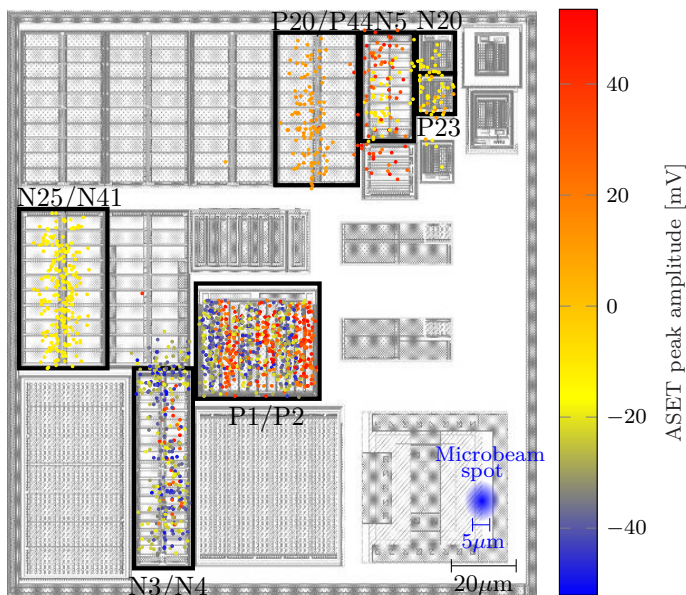 P20/P44
N5
N20
P23
N25/N41
P1/P2
N3/N4
Microbeam
spot
5μm
20μm
40
20
0
−20
−40
ASET peak amplitude [mV]